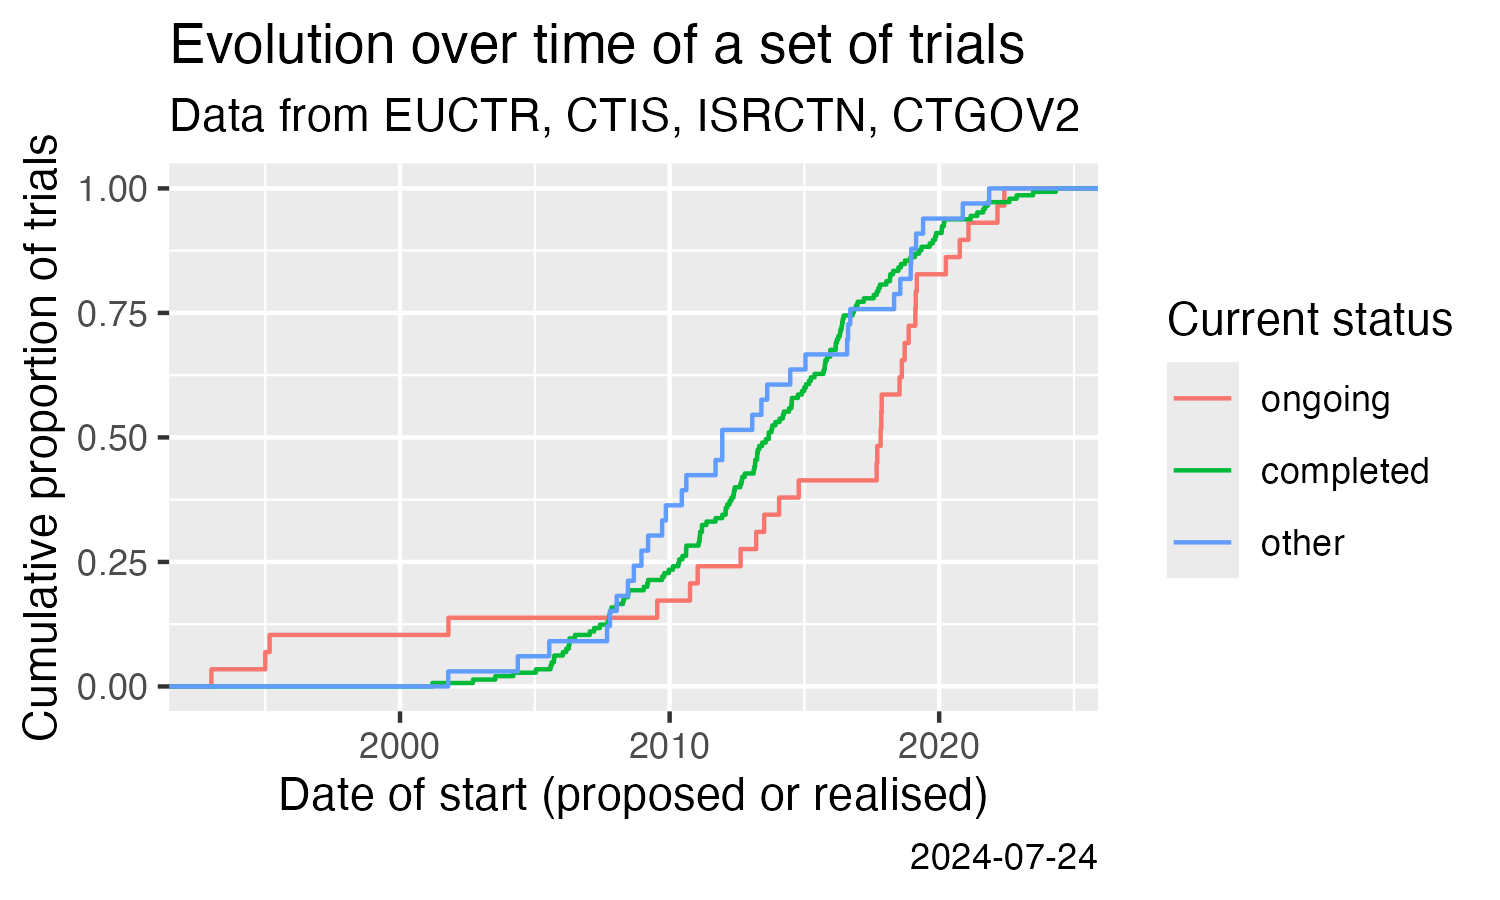 Evolution over time of a set of trials
Data from EUCTR, CTIS, ISRCTN, CTGOV2
Cumulative proportion of trials
1.00
0.75
0.50
0.25
0.00
2000 2010 2020
Date of start (proposed or realised)
Current status
ongoing
completed
other
2024-07-24